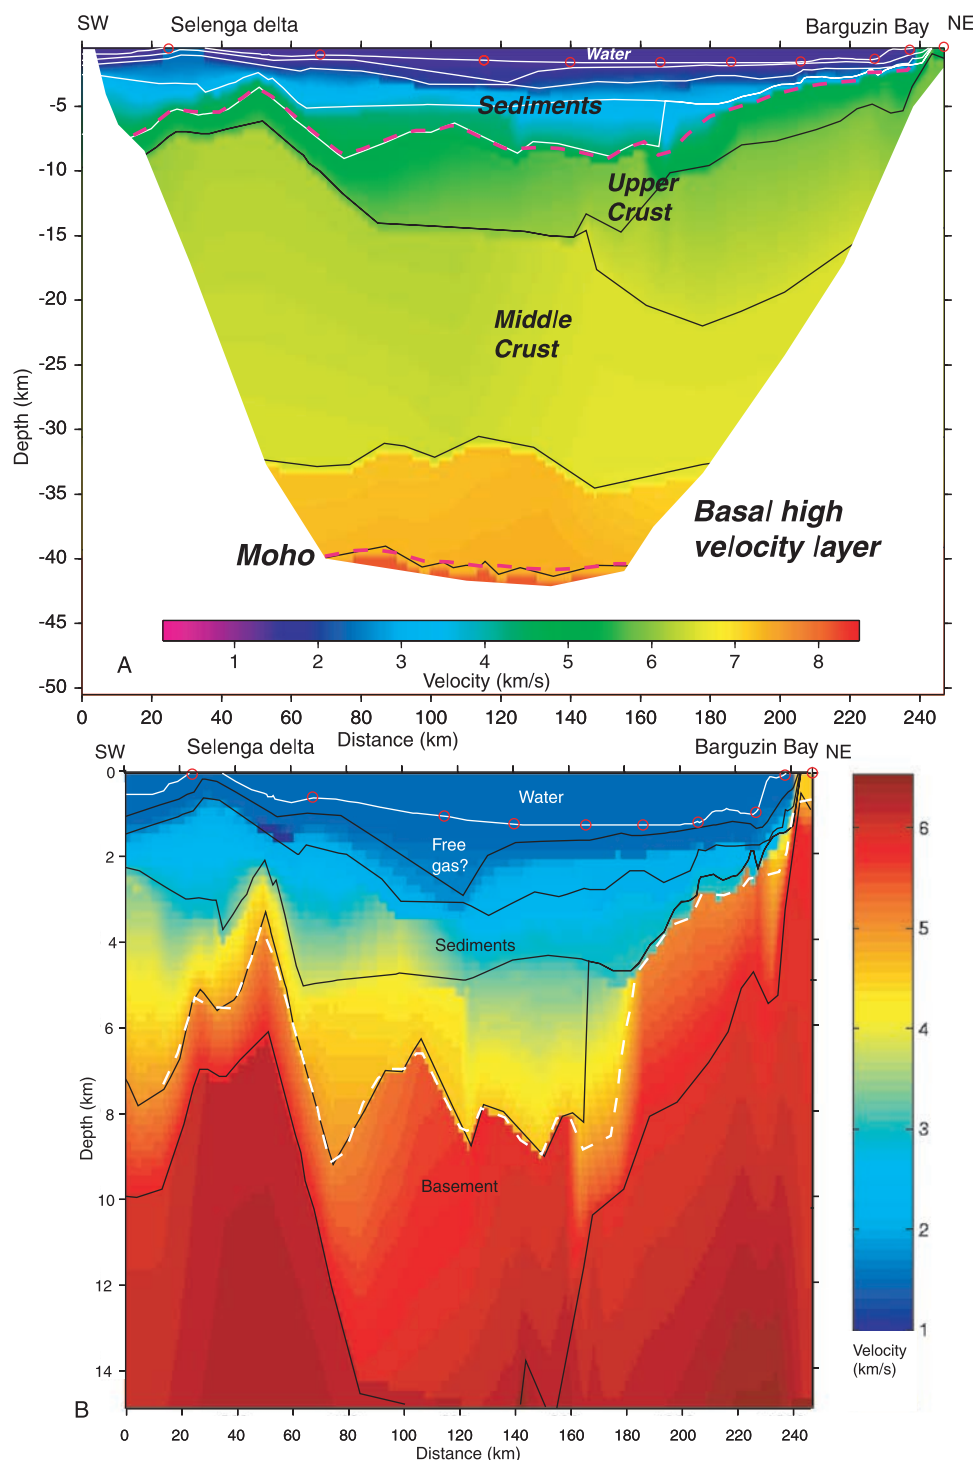 SW
Selenga delta
Barguzin Bay
NE
Water
Sediments
Upper
Crust
Middle
Crust
Basal high
velocity layer
Moho
Depth (km)
-5
-10
-15
-20
-25
-30
-35
-40
-45
-50
1 2 3 4 5 6 7 8
Velocity (km/s)
A
0 20 40 60 80 100 120 140 160 180 200 220 240
Distance (km)
SW
Selenga delta
Barguzin Bay
NE
Water
Free
gas?
Sediments
Basement
Depth (km)
0
2
4
6
8
10
12
14
6
5
4
3
2
1
Velocity
(km/s)
B
0 20 40 60 80 100 120 140 160 180 200 220 240
Distance (km)